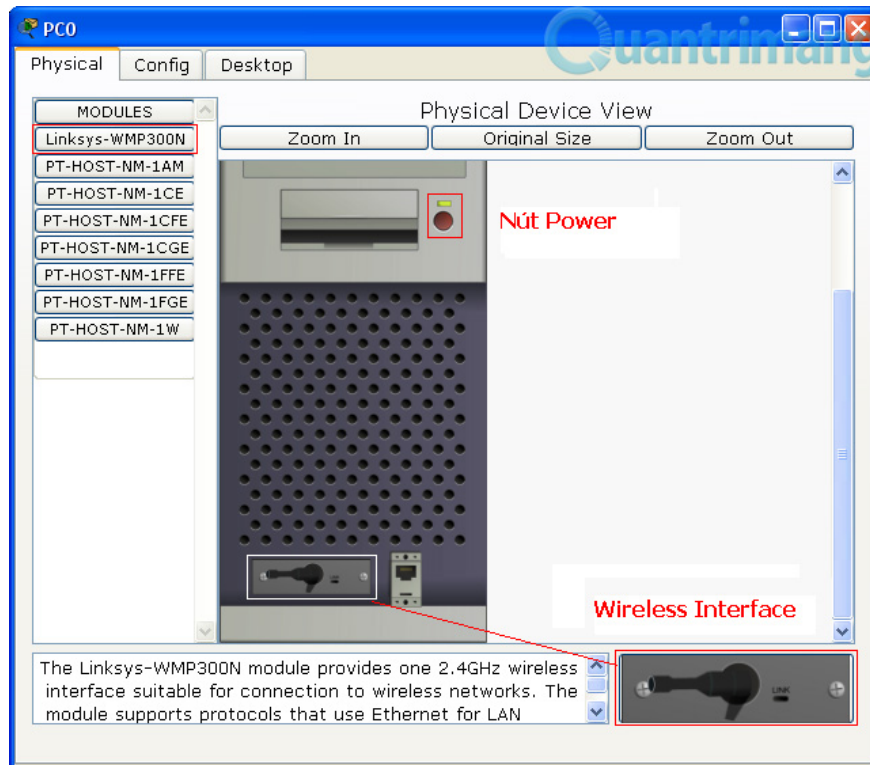 PC0
Quantrimang
Physical Config Desktop
MODULES
Linksys-WMP300N
PT-HOST-NM-1AM
PT-HOST-NM-1CE
PT-HOST-NM-1CFE
PT-HOST-NM-1CGE
PT-HOST-NM-1FFE
PT-HOST-NM-1FGE
PT-HOST-NM-1W
Physical Device View
Zoom In Original Size Zoom Out
Nút Power
Wireless Interface
The Linksys-WMP300N module provides one 2.4GHz wireless
interface suitable for connection to wireless networks. The
module supports protocols that use Ethernet for LAN
LINK